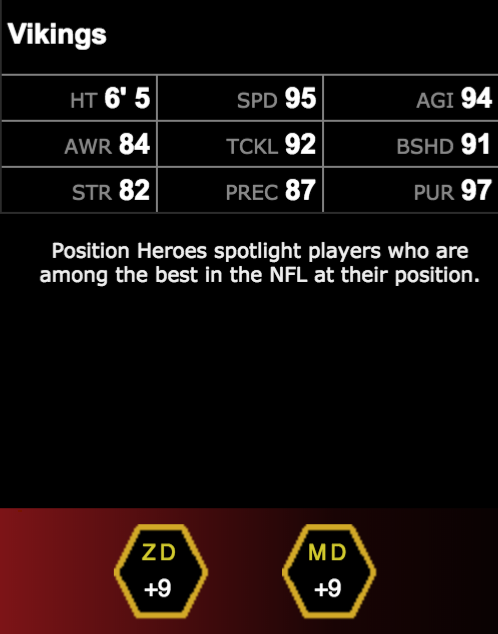 Vikings
HT 6' 5 SPD 95 AGI 94
AWR 84 TCKL 92 BSHD 91
STR 82 PREC 87 PUR 97
Position Heroes spotlight players who are
among the best in the NFL at their position.
ZD MD
+9 +9